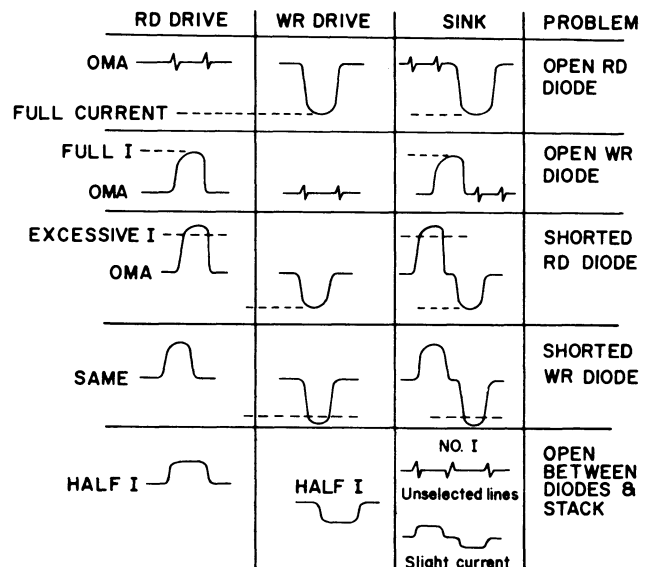 RD DRIVE WR DRIVE SINK PROBLEM
OMA
OPEN RD
DIODE
FULL CURRENT
FULL I
OPEN WR
DIODE
OMA
EXCESSIVE I
SHORTED
RD DIODE
OMA
SHORTED
WR DIODE
SAME
NO. I
OPEN
BETWEEN
DIODES &
STACK
HALF I
HALF I
Unselected lines
Slight current